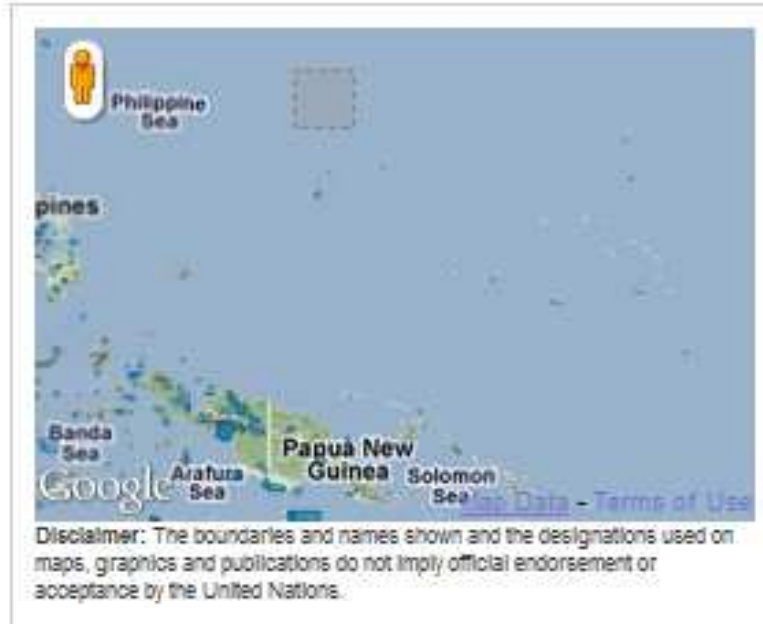 Philippine
Sea
pines
Banda
Sea
Arafura
Sea
Papua New
Guinea
Solomon
Sea
Google
Map Data - Terms of Use
Disclaimer: The boundaries and names shown and the designations used on
maps, graphics and publications do not imply official endorsement or
acceptance by the United Nations.